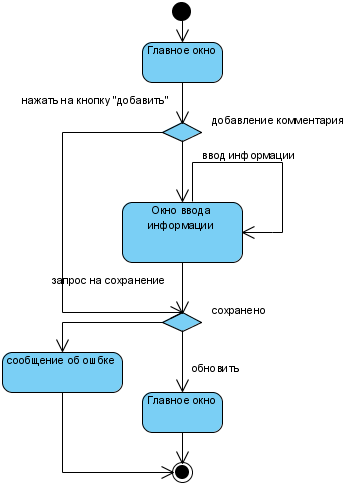 Главное окно
нажать на кнопку "добавить"
добавление комментария
ввод информации
Окно ввода
информации
запрос на сохранение
сохранено
сообщение об ошбке
обновить
Главное окно